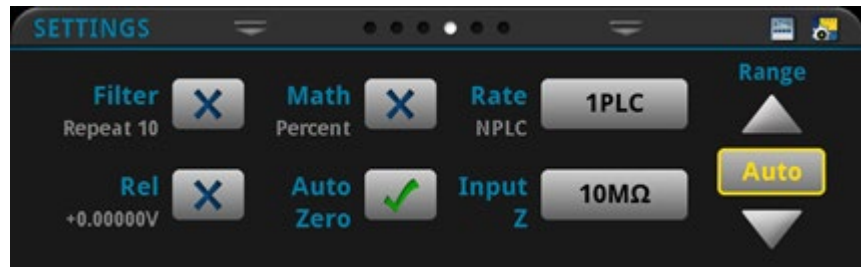 SETTINGS
Range
Filter
Repeat 10
Math
Percent
Rate
NPLC
1PLC
Auto
Rel
+0.00000V
Auto
Zero
Input
Z
10MΩ